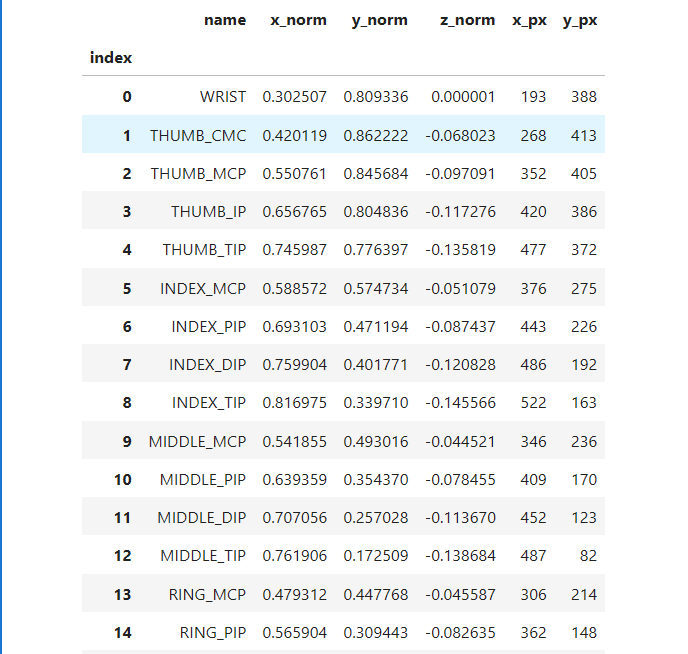 name x_norm y_norm z_norm x_px y_px
index
0 WRIST 0.302507 0.809336 0.000001 193 388
1 THUMB_CMC 0.420119 0.862222 -0.068023 268 413
2 THUMB_MCP 0.550761 0.845684 -0.097091 352 405
3 THUMB_IP 0.656765 0.804836 -0.117276 420 386
4 THUMB_TIP 0.745987 0.776397 -0.135819 477 372
5 INDEX_MCP 0.588572 0.574734 -0.051079 376 275
6 INDEX_PIP 0.693103 0.471194 -0.087437 443 226
7 INDEX_DIP 0.759904 0.401771 -0.120828 486 192
8 INDEX_TIP 0.816975 0.339710 -0.145566 522 163
9 MIDDLE_MCP 0.541855 0.493016 -0.044521 346 236
10 MIDDLE_PIP 0.639359 0.354370 -0.078455 409 170
11 MIDDLE_DIP 0.707056 0.257028 -0.113670 452 123
12 MIDDLE_TIP 0.761906 0.172509 -0.138684 487 82
13 RING_MCP 0.479312 0.447768 -0.045587 306 214
14 RING_PIP 0.565904 0.309443 -0.082635 362 148